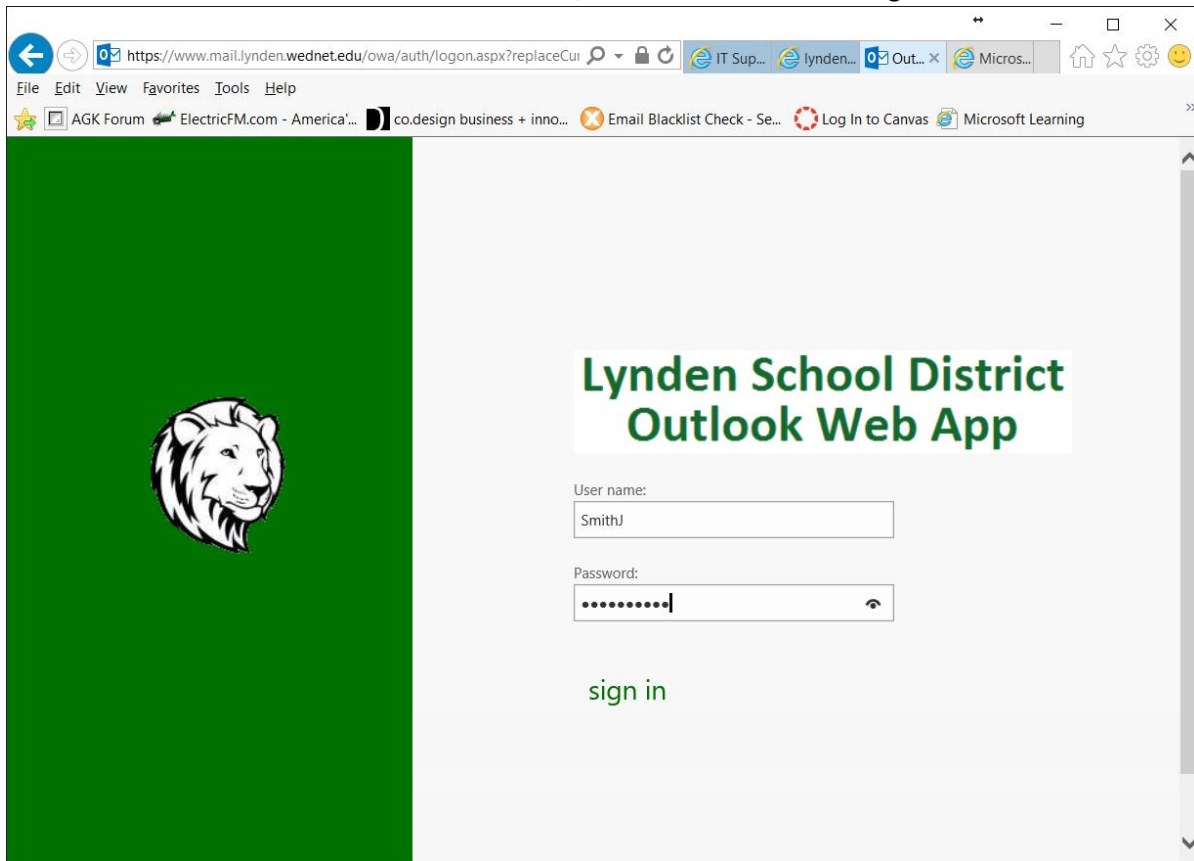 https://www.mail.lynden.wednet.edu/owa/auth/logon.aspx?replaceCur
IT Sup...
lynden...
Out...
Micros...
File Edit View Favorites Tools Help
AGK Forum ElectricFM.com - America'... co.design business + inno... Email Blacklist Check - Se... Log In to Canvas Microsoft Learning
Lynden School District
Outlook Web App
User name:
SmithJ
Password:
sign in